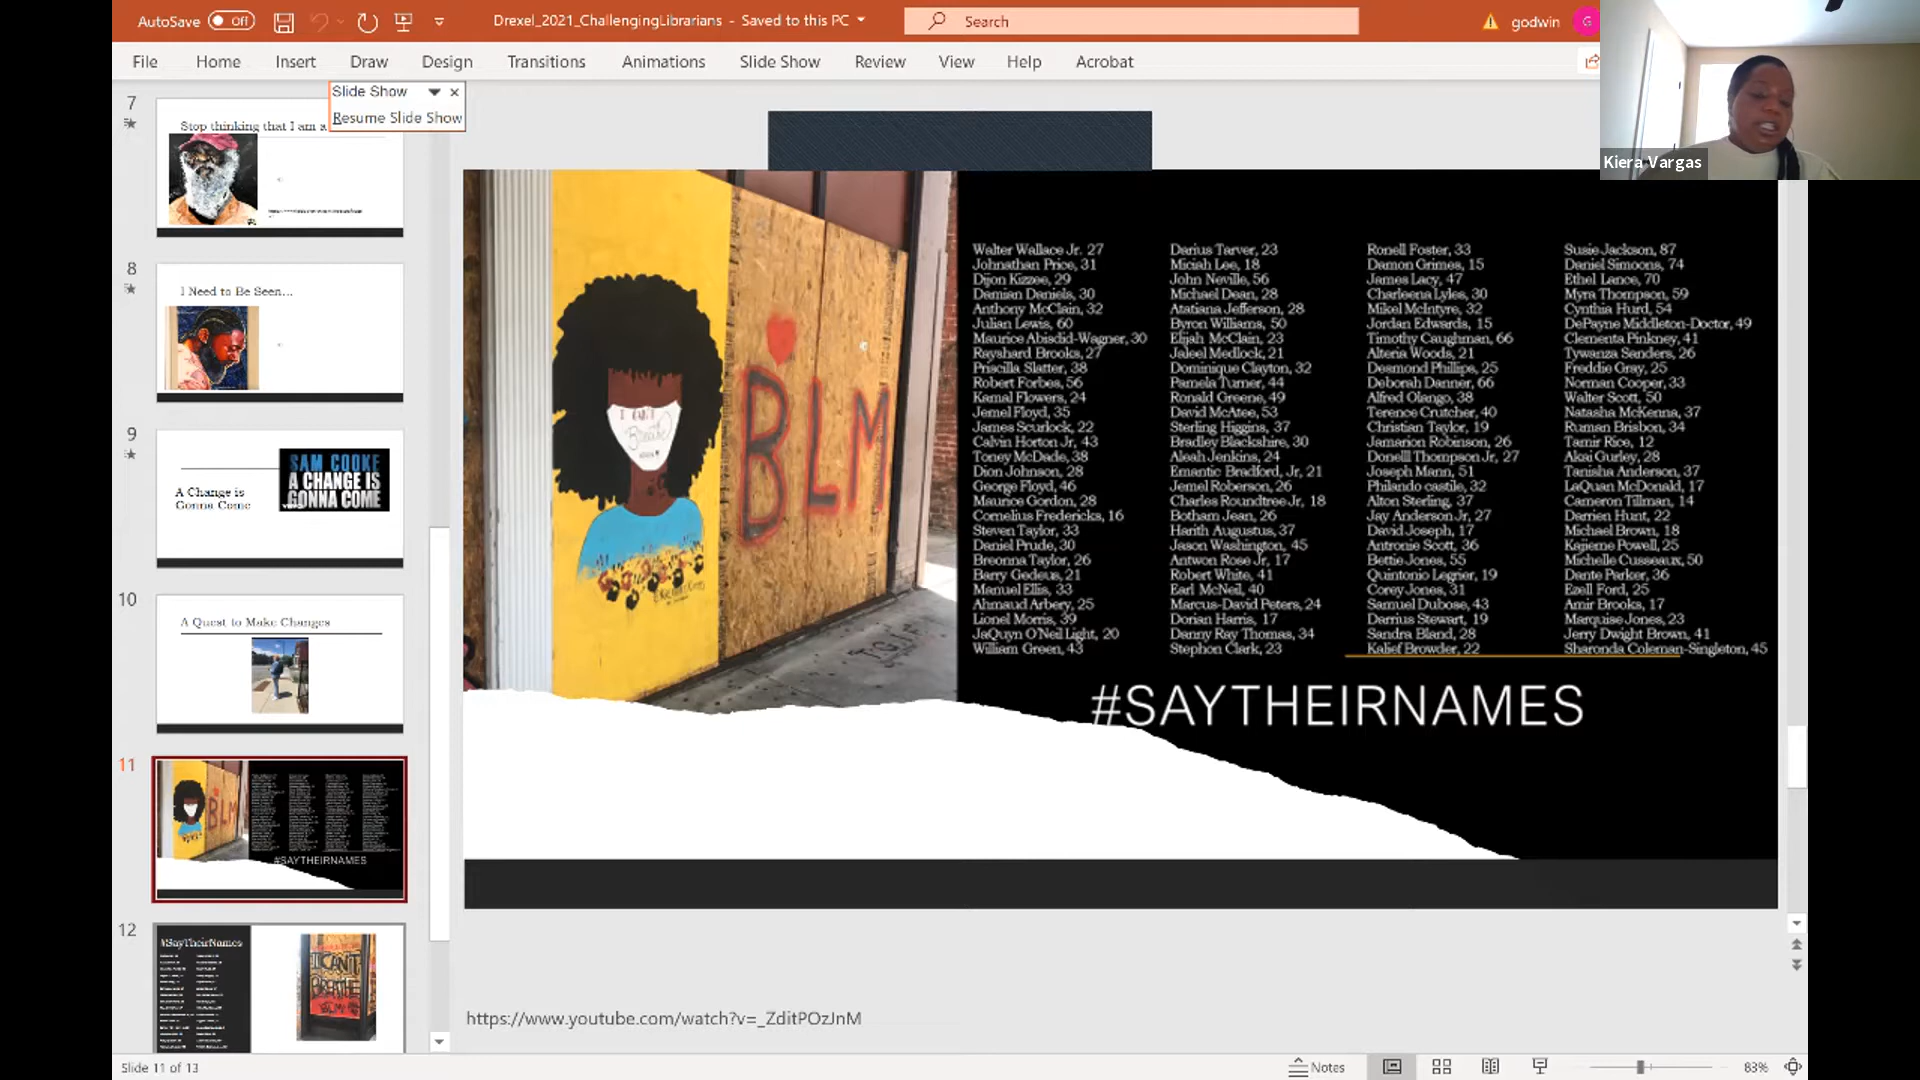 AutoSave Off
Drexel_2021_ChallengingLibrarians - Saved to this PC
Search
godwin
G
File Home Insert Draw Design Transitions Animations Slide Show Review View Help Acrobat
Slide Show
Resume Slide Show
Kiera Vargas
7
Stop thinking that I am a
8
I Need to Be Seen...
9
SAM COOKE
A CHANGE IS
GONNA COME
A Change is
Gonna Come
10
A Quest to Make Changes
11
BLM
#SAYTHEIRNAMES
12
#SayTheirNames
I CAN'T
BREATHE
I CAN'T
Breathe
BLM
Walter Wallace Jr. 27
Johnathan Price, 31
Dijon Kizzee, 29
Damian Daniels, 30
Anthony McClain, 32
Julian Lewis, 60
Maurice Abisdid-Wagner, 30
Rayshard Brooks, 27
Priscilla Slatter, 38
Robert Forbes, 56
Kamal Flowers, 24
Jemel Floyd, 35
James Scurlock, 22
Calvin Horton Jr, 43
Toney McDade, 38
Dion Johnson, 28
George Floyd, 46
Maurice Gordon, 28
Cornelius Fredericks, 16
Steven Taylor, 33
Daniel Prude, 30
Breonna Taylor, 26
Barry Gedeus, 21
Manuel Ellis, 33
Ahmaud Arbery, 25
Lionel Morris, 39
JaQuyn O'Neil Light, 20
William Green, 43
Darius Tarver, 23
Miciah Lee, 18
John Neville, 56
Michael Dean, 28
Atatiana Jefferson, 28
Byron Williams, 50
Elijah McClain, 23
Jaleel Medlock, 21
Dominique Clayton, 32
Pamela Turner, 44
Ronald Greene, 49
David McAtee, 53
Sterling Higgins, 37
Bradley Blackshire, 30
Aleah Jenkins, 24
Emantic Bradford, Jr, 21
Jemel Roberson, 26
Charles Roundtree Jr, 18
Botham Jean, 26
Harith Augustus, 37
Jason Washington, 45
Antwon Rose Jr, 17
Robert White, 41
Earl McNeil, 40
Marcus-David Peters, 24
Dorian Harris, 17
Danny Ray Thomas, 34
Stephon Clark, 23
Ronell Foster, 33
Damon Grimes, 15
James Lacy, 47
Charleena Lyles, 30
Mikel McIntyre, 32
Jordan Edwards, 15
Timothy Caughman, 66
Alteria Woods, 21
Desmond Phillips, 25
Deborah Danner, 66
Alfred Olango, 38
Terence Crutcher, 40
Christian Taylor, 19
Jamarion Robinson, 26
Donelll Thompson Jr, 27
Joseph Mann, 51
Philando castile, 32
Alton Sterling, 37
Jay Anderson Jr, 27
David Joseph, 17
Antronie Scott, 36
Bettie Jones, 55
Quintonio Legrier, 19
Corey Jones, 31
Samuel Dubose, 43
Darrius Stewart, 19
Sandra Bland, 28
Kalief Browder, 22
Susie Jackson, 87
Daniel Simoons, 74
Ethel Lance, 70
Myra Thompson, 59
Cynthia Hurd, 54
DePayne Middleton-Doctor, 49
Clementa Pinkney, 41
Tywanza Sanders, 26
Freddie Gray, 25
Norman Cooper, 33
Walter Scott, 50
Natasha McKenna, 37
Ruman Brisbon, 34
Tamir Rice, 12
Akai Gurley, 28
Tanisha Anderson, 37
LaQuan McDonald, 17
Cameron Tillman, 14
Darrien Hunt, 22
Michael Brown, 18
Kajieme Powell, 25
Michelle Cusseaux, 50
Dante Parker, 36
Ezell Ford, 25
Amir Brooks, 17
Marquise Jones, 23
Jerry Dwight Brown, 41
Sharonda Coleman-Singleton, 45
#SAYTHEIRNAMES
https://www.youtube.com/watch?v=_ZditPOzJnM
Slide 11 of 13
Notes
83%